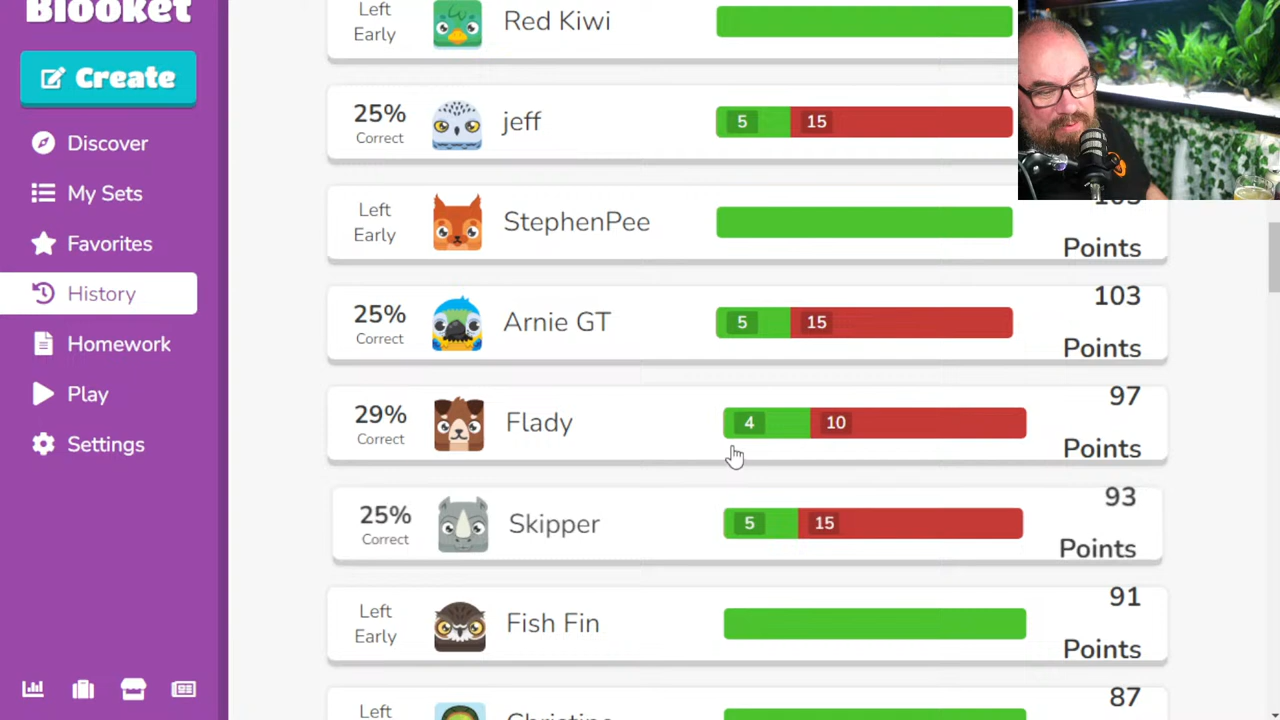 Blooket
Create
Discover
My Sets
Favorites
History
Homework
Play
Settings
Left
Early
Red Kiwi
25%
Correct
jeff
5
15
Left
Early
StephenPee
Points
25%
Correct
Arnie GT
5
15
103
Points
29%
Correct
Flady
4
10
97
Points
25%
Correct
Skipper
5
15
93
Points
Left
Early
Fish Fin
91
Points
Left
87